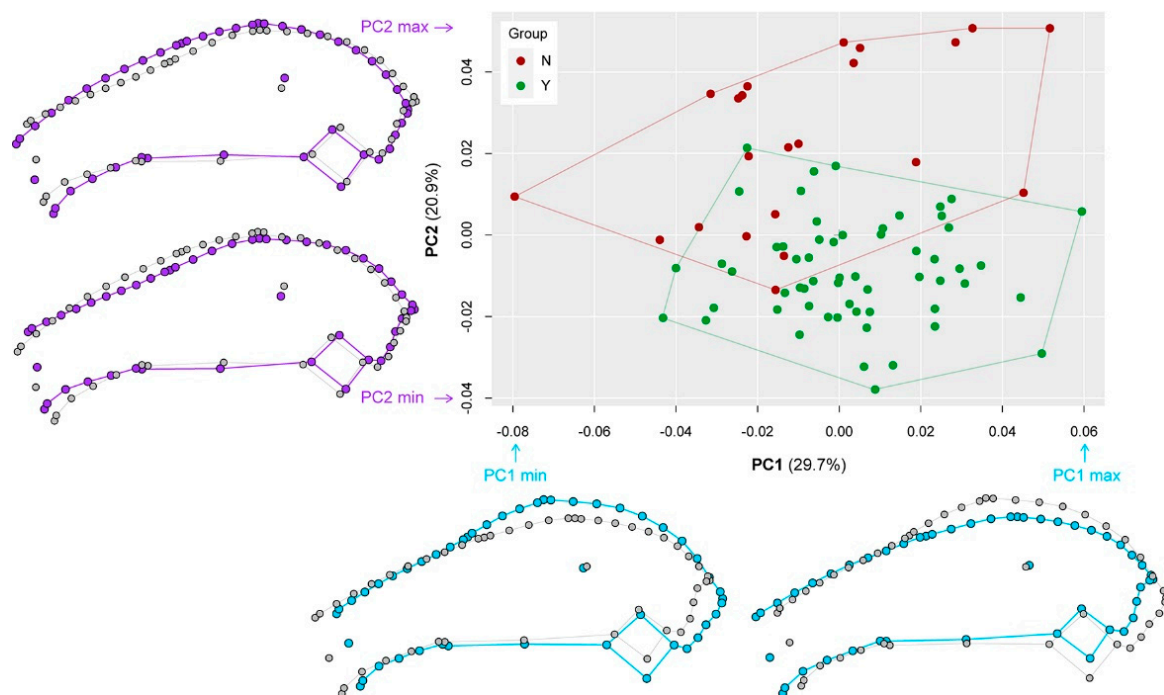 PC2 max →
Group
N
Y
0.04
0.02
0.00
-0.02
-0.04
PC2 (20.9%)
PC2 min →
-0.08
-0.06
-0.04
-0.02
0.00
0.02
0.04
0.06
PC1 (29.7%)
↑
PC1 min
↑
PC1 max